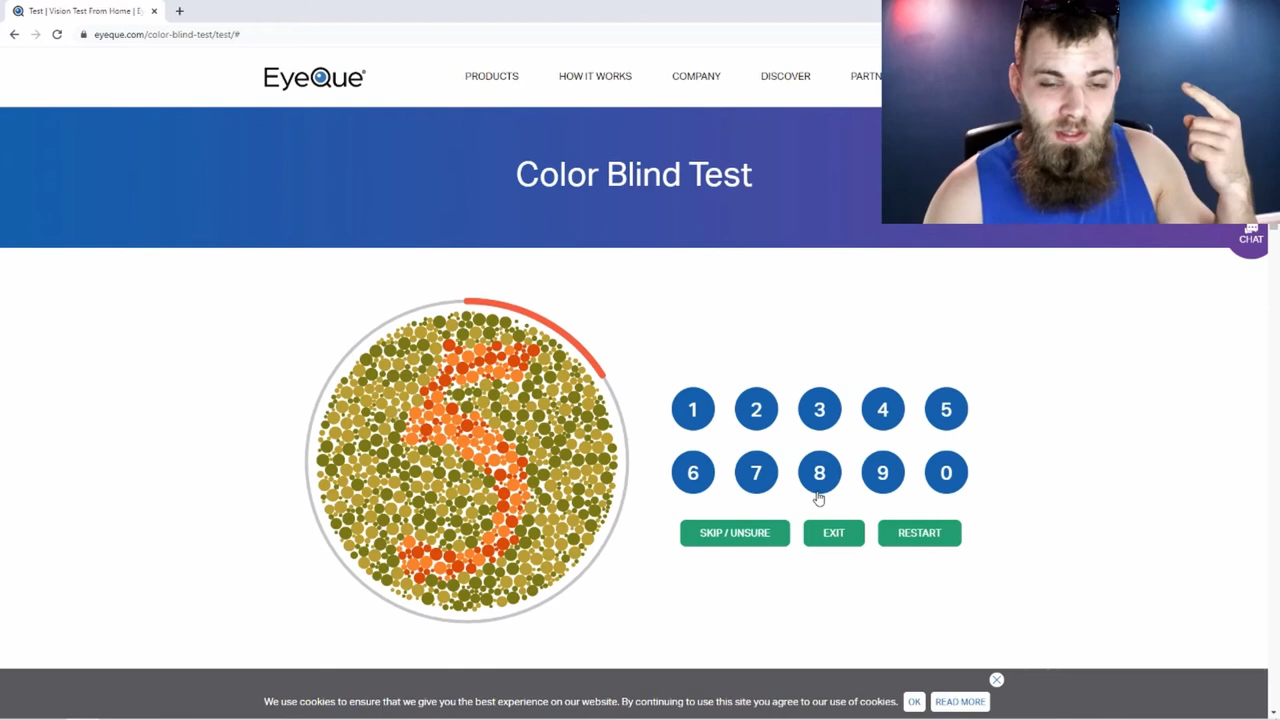 Test | Vision Test From Home | E
eyeque.com/color-blind-test/test/#
EyeQue®
PRODUCTS HOW IT WORKS COMPANY DISCOVER PARTN
Color Blind Test
CHAT
5
1 2 3 4 5
6 7 8 9 0
SKIP / UNSURE EXIT RESTART
We use cookies to ensure that we give you the best experience on our website. By continuing to use this site you agree to our use of cookies. OK READ MORE